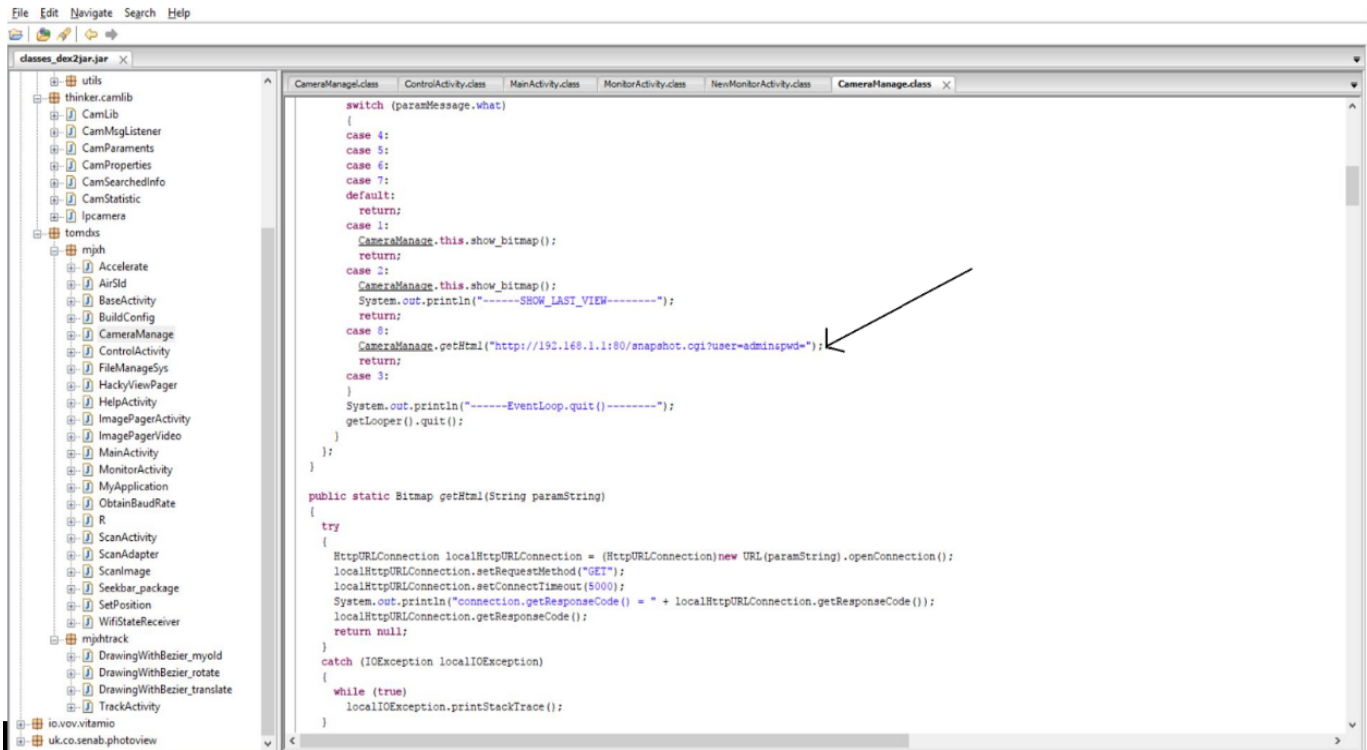 File Edit Navigate Search Help
classes_dex2jar.jar
utils
thinker.camlib
CamLib
CamMsgListener
CamParaments
CamProperties
CamSearchedInfo
CamStatistic
Ipcamera
tomdxs
mjxh
Accelerate
AirSld
BaseActivity
BuildConfig
CameraManage
ControlActivity
FileManageSys
HackyViewPager
HelpActivity
ImagePagerActivity
ImagePagerVideo
MainActivity
MonitorActivity
MyApplication
ObtainBaudRate
R
ScanActivity
ScanAdapter
ScanImage
Seekbar_package
SetPosition
WifiStateReceiver
mjxhtrack
DrawingWithBezier_myold
DrawingWithBezier_rotate
DrawingWithBezier_translate
TrackActivity
io.vov.vitamio
uk.co.senab.photoview
CameraManageI.class ControlActivity.class MainActivity.class MonitorActivity.class NewMonitorActivity.class CameraManage.class
switch (paramMessage.what)
{
case 4:
case 5:
case 6:
case 7:
default:
return;
case 1:
CameraManage.this.show_bitmap();
return;
case 2:
CameraManage.this.show_bitmap();
System.out.println("------SHOW_LAST_VIEW--------");
return;
case 8:
CameraManage.getHtml("http://192.168.1.1:80/snapshot.cgi?user=admin&pwd=");
return;
case 3:
}
System.out.println("------EventLoop.quit()--------");
getLooper().quit();
}
};
}
public static Bitmap getHtml(String paramString)
{
try
{
HttpURLConnection localHttpURLConnection = (HttpURLConnection)new URL(paramString).openConnection();
localHttpURLConnection.setRequestMethod("GET");
localHttpURLConnection.setConnectTimeout(5000);
System.out.println("connection.getResponseCode() = " + localHttpURLConnection.getResponseCode());
localHttpURLConnection.getResponseCode();
return null;
}
catch (IOException localIOException)
{
while (true)
localIOException.printStackTrace();
}